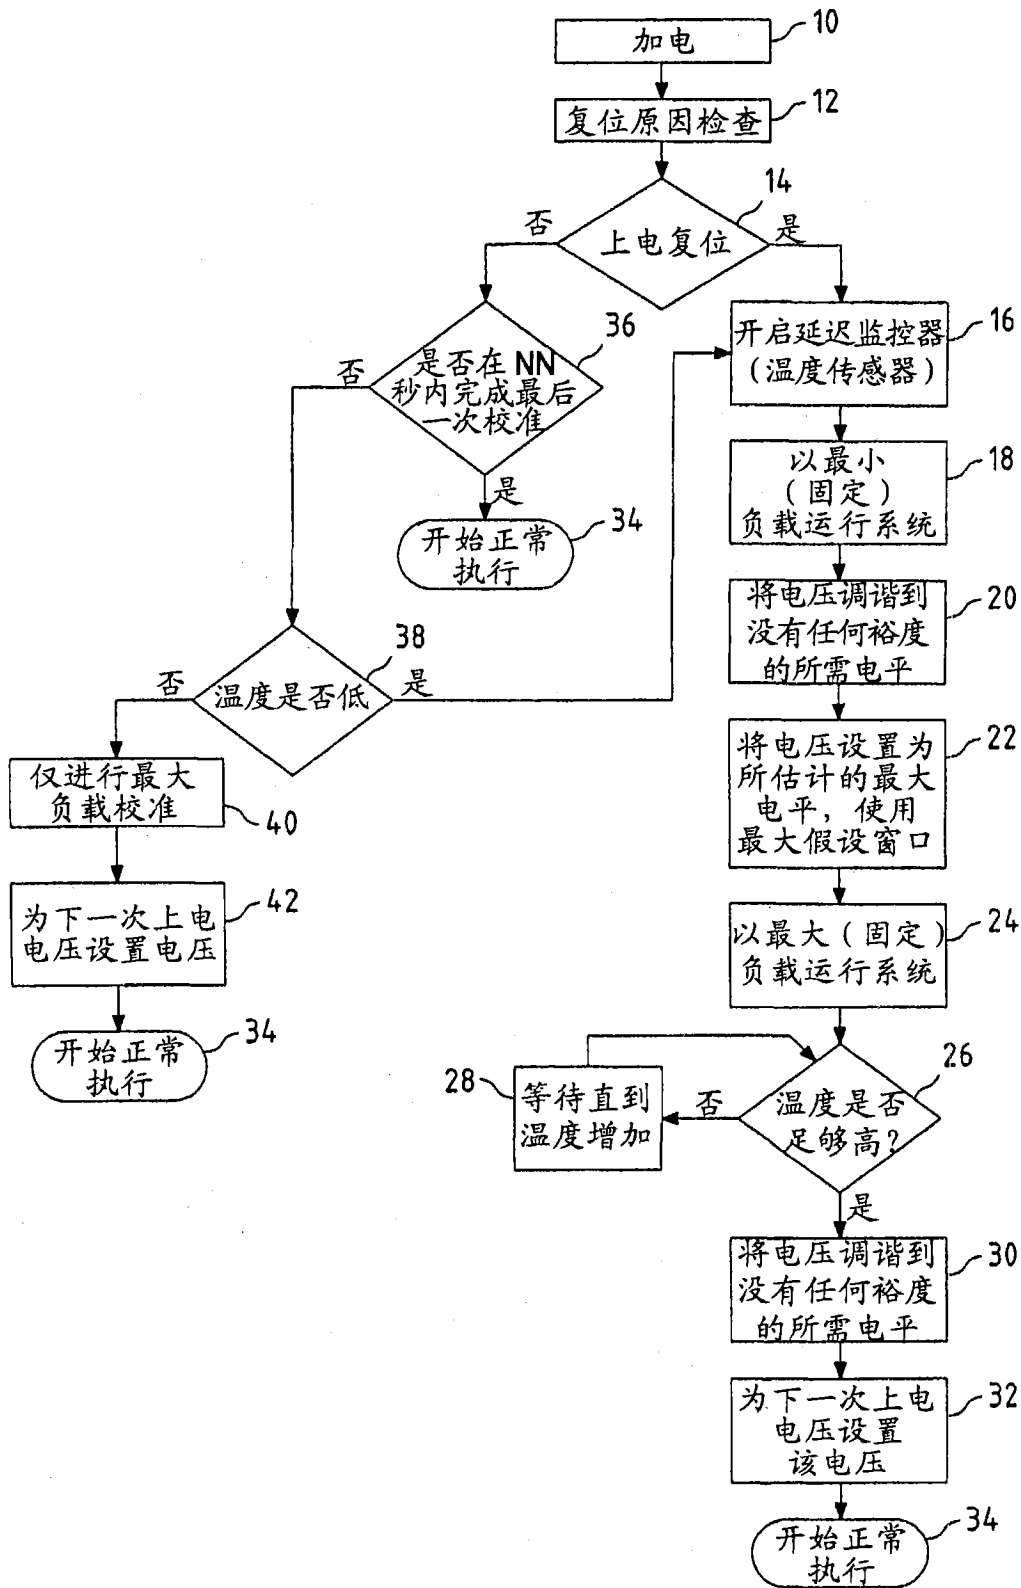 加电
10
复位原因检查
12
上电复位
14
否
是
是否在NN
秒内完成最后
一次校准
36
否
是
开启延迟监控器
(温度传感器)
16
以最小
(固定)
负载运行系统
18
开始正常
执行
34
将电压调谐到
没有任何裕度
的所需电平
20
温度是否低
38
否
是
将电压设置为
所估计的最大
电平，使用
最大假设窗口
22
仅进行最大
负载校准
40
为下一次上电
电压设置电压
42
以最大(固定)
负载运行系统
24
开始正常
执行
34
温度是否
足够高?
26
否
是
28
等待直到
温度增加
将电压调谐到
没有任何裕度
的所需电平
30
为下一次上电
电压设置
该电压
32
开始正常
执行
34